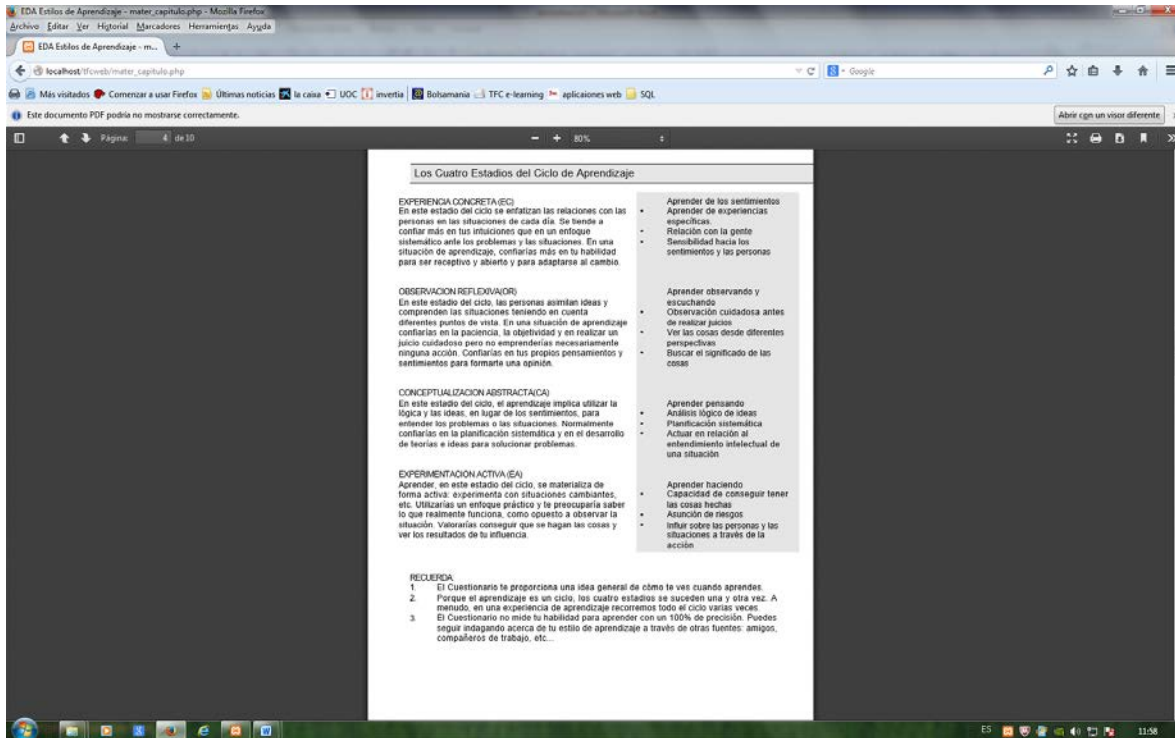 EDA Estilos de Aprendizaje - mater_capitulo.php - Mozilla Firefox
Archivo Editar Ver Historial Marcadores Herramientas Ayuda
EDA Estilos de Aprendizaje - m...
localhost/tfcweb/mater_capitulo.php
Google
Más visitados Comenzar a usar Firefox Últimas noticias la caixa UOC invertia Bolsamania TFC e-learning aplicaiones web SQL
Este documento PDF podría no mostrarse correctamente.
Abrir con un visor diferente
Página: 4 de 10
80%
Los Cuatro Estadios del Ciclo de Aprendizaje
EXPERIENCIA CONCRETA (EC)
En este estadio del ciclo se enfatizan las relaciones con las
personas en las situaciones de cada día. Se tiende a
confiar más en tus intuiciones que en un enfoque
sistemático ante los problemas y las situaciones. En una
situación de aprendizaje, confiarías más en tu habilidad
para ser receptivo y abierto y para adaptarse al cambio.
Aprender de los sentimientos
• Aprender de experiencias
específicas.
• Relación con la gente
• Sensibilidad hacia los
sentimientos y las personas
OBSERVACION REFLEXIVA(OR)
En este estadio del ciclo, las personas asimilan ideas y
comprenden las situaciones teniendo en cuenta
diferentes puntos de vista. En una situación de aprendizaje
confiarías en la paciencia, la objetividad y en realizar un
juicio cuidadoso pero no emprenderías necesariamente
ninguna acción. Confiarías en tus propios pensamientos y
sentimientos para formarte una opinión.
Aprender observando y
escuchando
• Observación cuidadosa antes
de realizar juicios
• Ver las cosas desde diferentes
perspectivas
• Buscar el significado de las
cosas
CONCEPTUALIZACION ABSTRACTA(CA)
En este estadio del ciclo, el aprendizaje implica utilizar la
lógica y las ideas, en lugar de los sentimientos, para
entender los problemas o las situaciones. Normalmente
confiarías en la planificación sistemática y en el desarrollo
de teorías e ideas para solucionar problemas.
Aprender pensando
• Análisis lógico de ideas
• Planificación sistemática
• Actuar en relación al
entendimiento intelectual de
una situación
EXPERIMENTACION ACTIVA (EA)
Aprender, en este estadio del ciclo, se materializa de
forma activa: experimenta con situaciones cambiantes,
etc. Utilizarías un enfoque práctico y te preocuparía saber
lo que realmente funciona, como opuesto a observar la
situación. Valorarías conseguir que se hagan las cosas y
ver los resultados de tu influencia.
Aprender haciendo
• Capacidad de conseguir tener
las cosas hechas
• Asunción de riesgos
• Influir sobre las personas y las
situaciones a través de la
acción
RECUERDA
1. El Cuestionario te proporciona una idea general de cómo te ves cuando aprendes.
2. Porque el aprendizaje es un ciclo, los cuatro estadios se suceden una y otra vez. A
menudo, en una experiencia de aprendizaje recorremos todo el ciclo varias veces.
3. El Cuestionario no mide tu habilidad para aprender con un 100% de precisión. Puedes
seguir indagando acerca de tu estilo de aprendizaje a través de otras fuentes: amigos,
compañeros de trabajo, etc...
ES 11:58